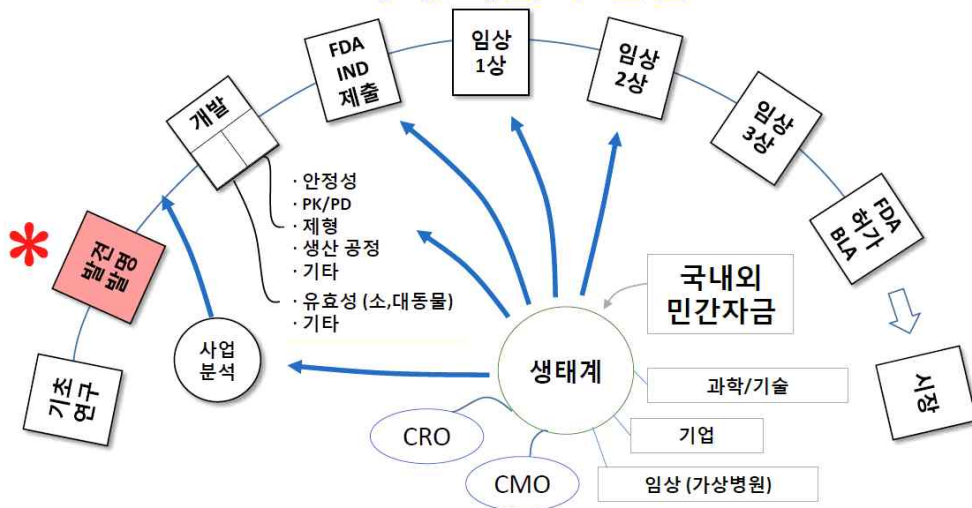 기초
연구
발견
발명
개발
FDA
IND
제출
임상
1상
임상
2상
임상
3상
FDA
허가
BLA
시장
· 안정성
· PK/PD
· 제형
· 생산 공정
· 기타
· 유효성 (소,대동물)
· 기타
사업
분석
생태계
국내외
민간자금
과학/기술
기업
임상 (가상병원)
CRO
CMO